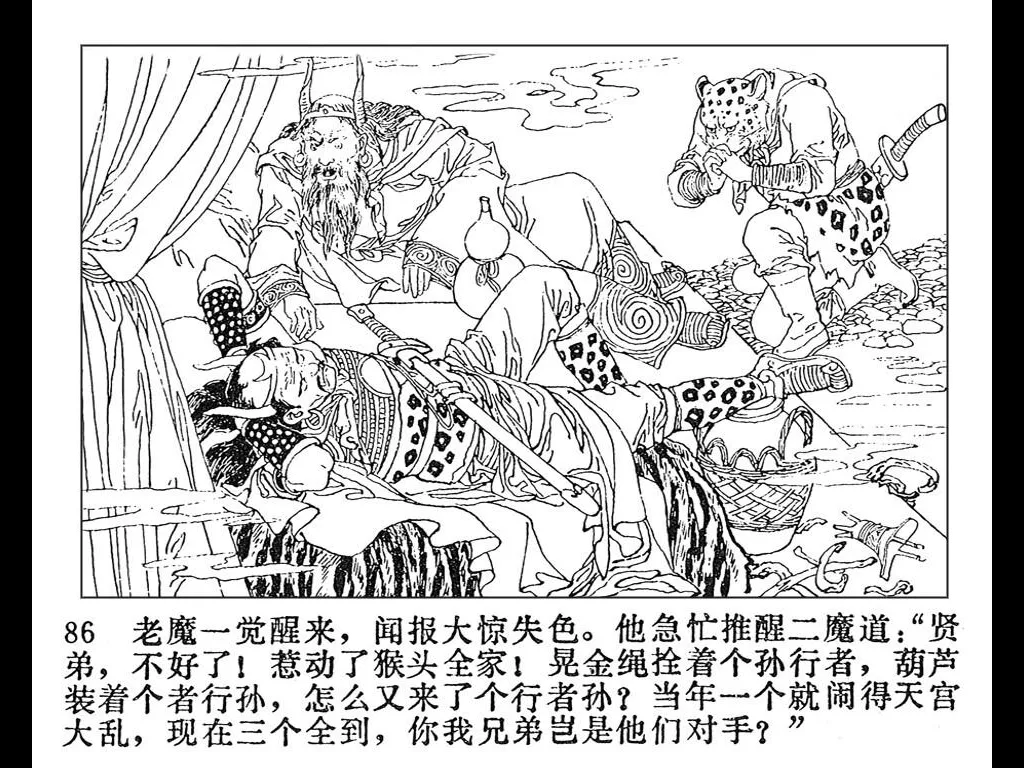 86 老魔一觉醒来，闻报大惊失色。他急忙推醒二魔道：“贤
弟，不好了！惹动了猴头全家！晃金绳拴着个孙行者，葫芦
装着个者行孙，怎么又来了个行者孙？当年一个就闹得天宫
大乱，现在三个全到，你我兄弟岂是他们对手？”